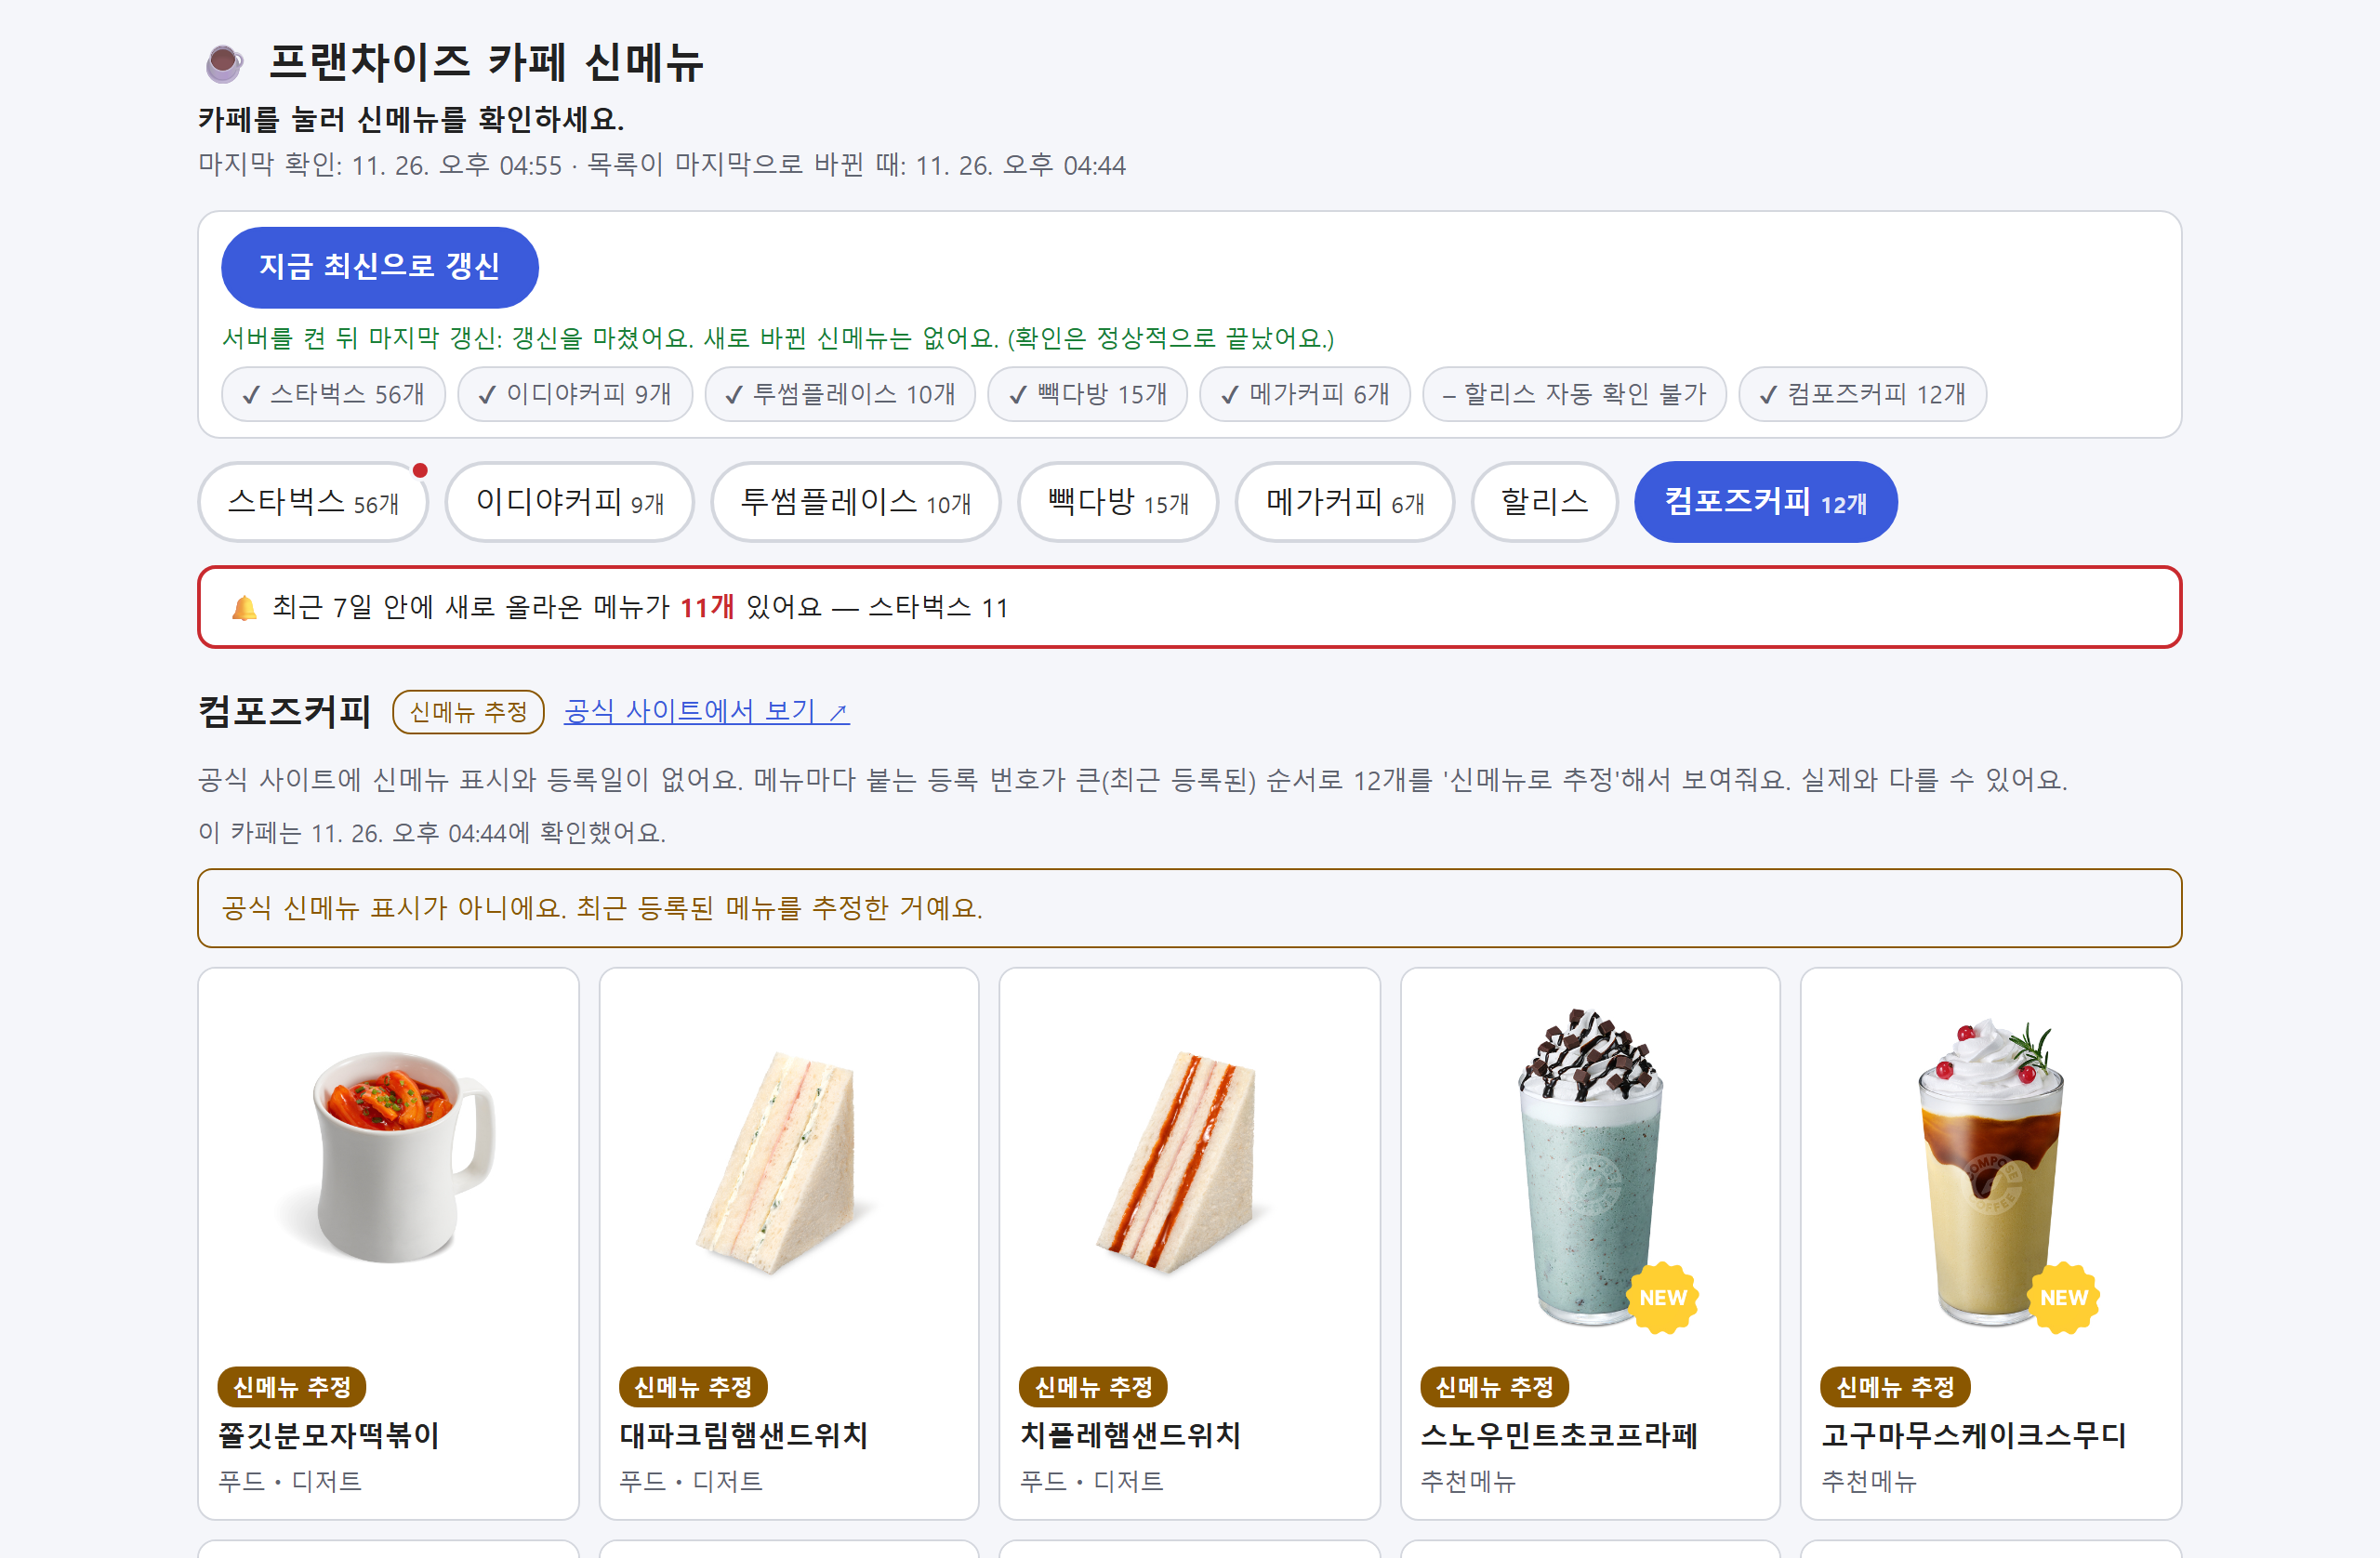 프랜차이즈 카페 신메뉴
카페를 눌러 신메뉴를 확인하세요.
마지막 확인: 11. 26. 오후 04:55 · 목록이 마지막으로 바뀐 때: 11. 26. 오후 04:44
지금 최신으로 갱신
서버를 켠 뒤 마지막 갱신: 갱신을 마쳤어요. 새로 바뀐 신메뉴는 없어요. (확인은 정상적으로 끝났어요.)
✓ 스타벅스 56개 ✓ 이디야커피 9개 ✓ 투썸플레이스 10개 ✓ 빽다방 15개 ✓ 메가커피 6개 – 할리스 자동 확인 불가 ✓ 컴포즈커피 12개
스타벅스 56개 이디야커피 9개 투썸플레이스 10개 빽다방 15개 메가커피 6개 할리스 컴포즈커피 12개
최근 7일 안에 새로 올라온 메뉴가 11개 있어요 — 스타벅스 11
컴포즈커피 신메뉴 추정 공식 사이트에서 보기 ↗
공식 사이트에 신메뉴 표시와 등록일이 없어요. 메뉴마다 붙는 등록 번호가 큰(최근 등록된) 순서로 12개를 '신메뉴로 추정'해서 보여줘요. 실제와 다를 수 있어요.
이 카페는 11. 26. 오후 04:44에 확인했어요.
공식 신메뉴 표시가 아니에요. 최근 등록된 메뉴를 추정한 거예요.
COMPOSE COFFEE COMPOSE COFFEE
NEW NEW
신메뉴 추정 신메뉴 추정 신메뉴 추정 신메뉴 추정 신메뉴 추정
쫄깃분모자떡볶이 대파크림햄샌드위치 치플레햄샌드위치 스노우민트초코프라페 고구마무스케이크스무디
푸드 • 디저트 푸드 • 디저트 푸드 • 디저트 추천메뉴 추천메뉴